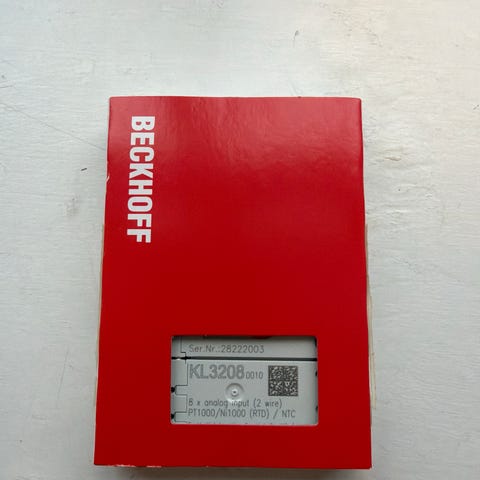 BECKHOFF
Ser.Nr.:28222003
KL3208 0010
8 x analog input (2 wire)
PT1000/Ni1000 (RTD) / NTC